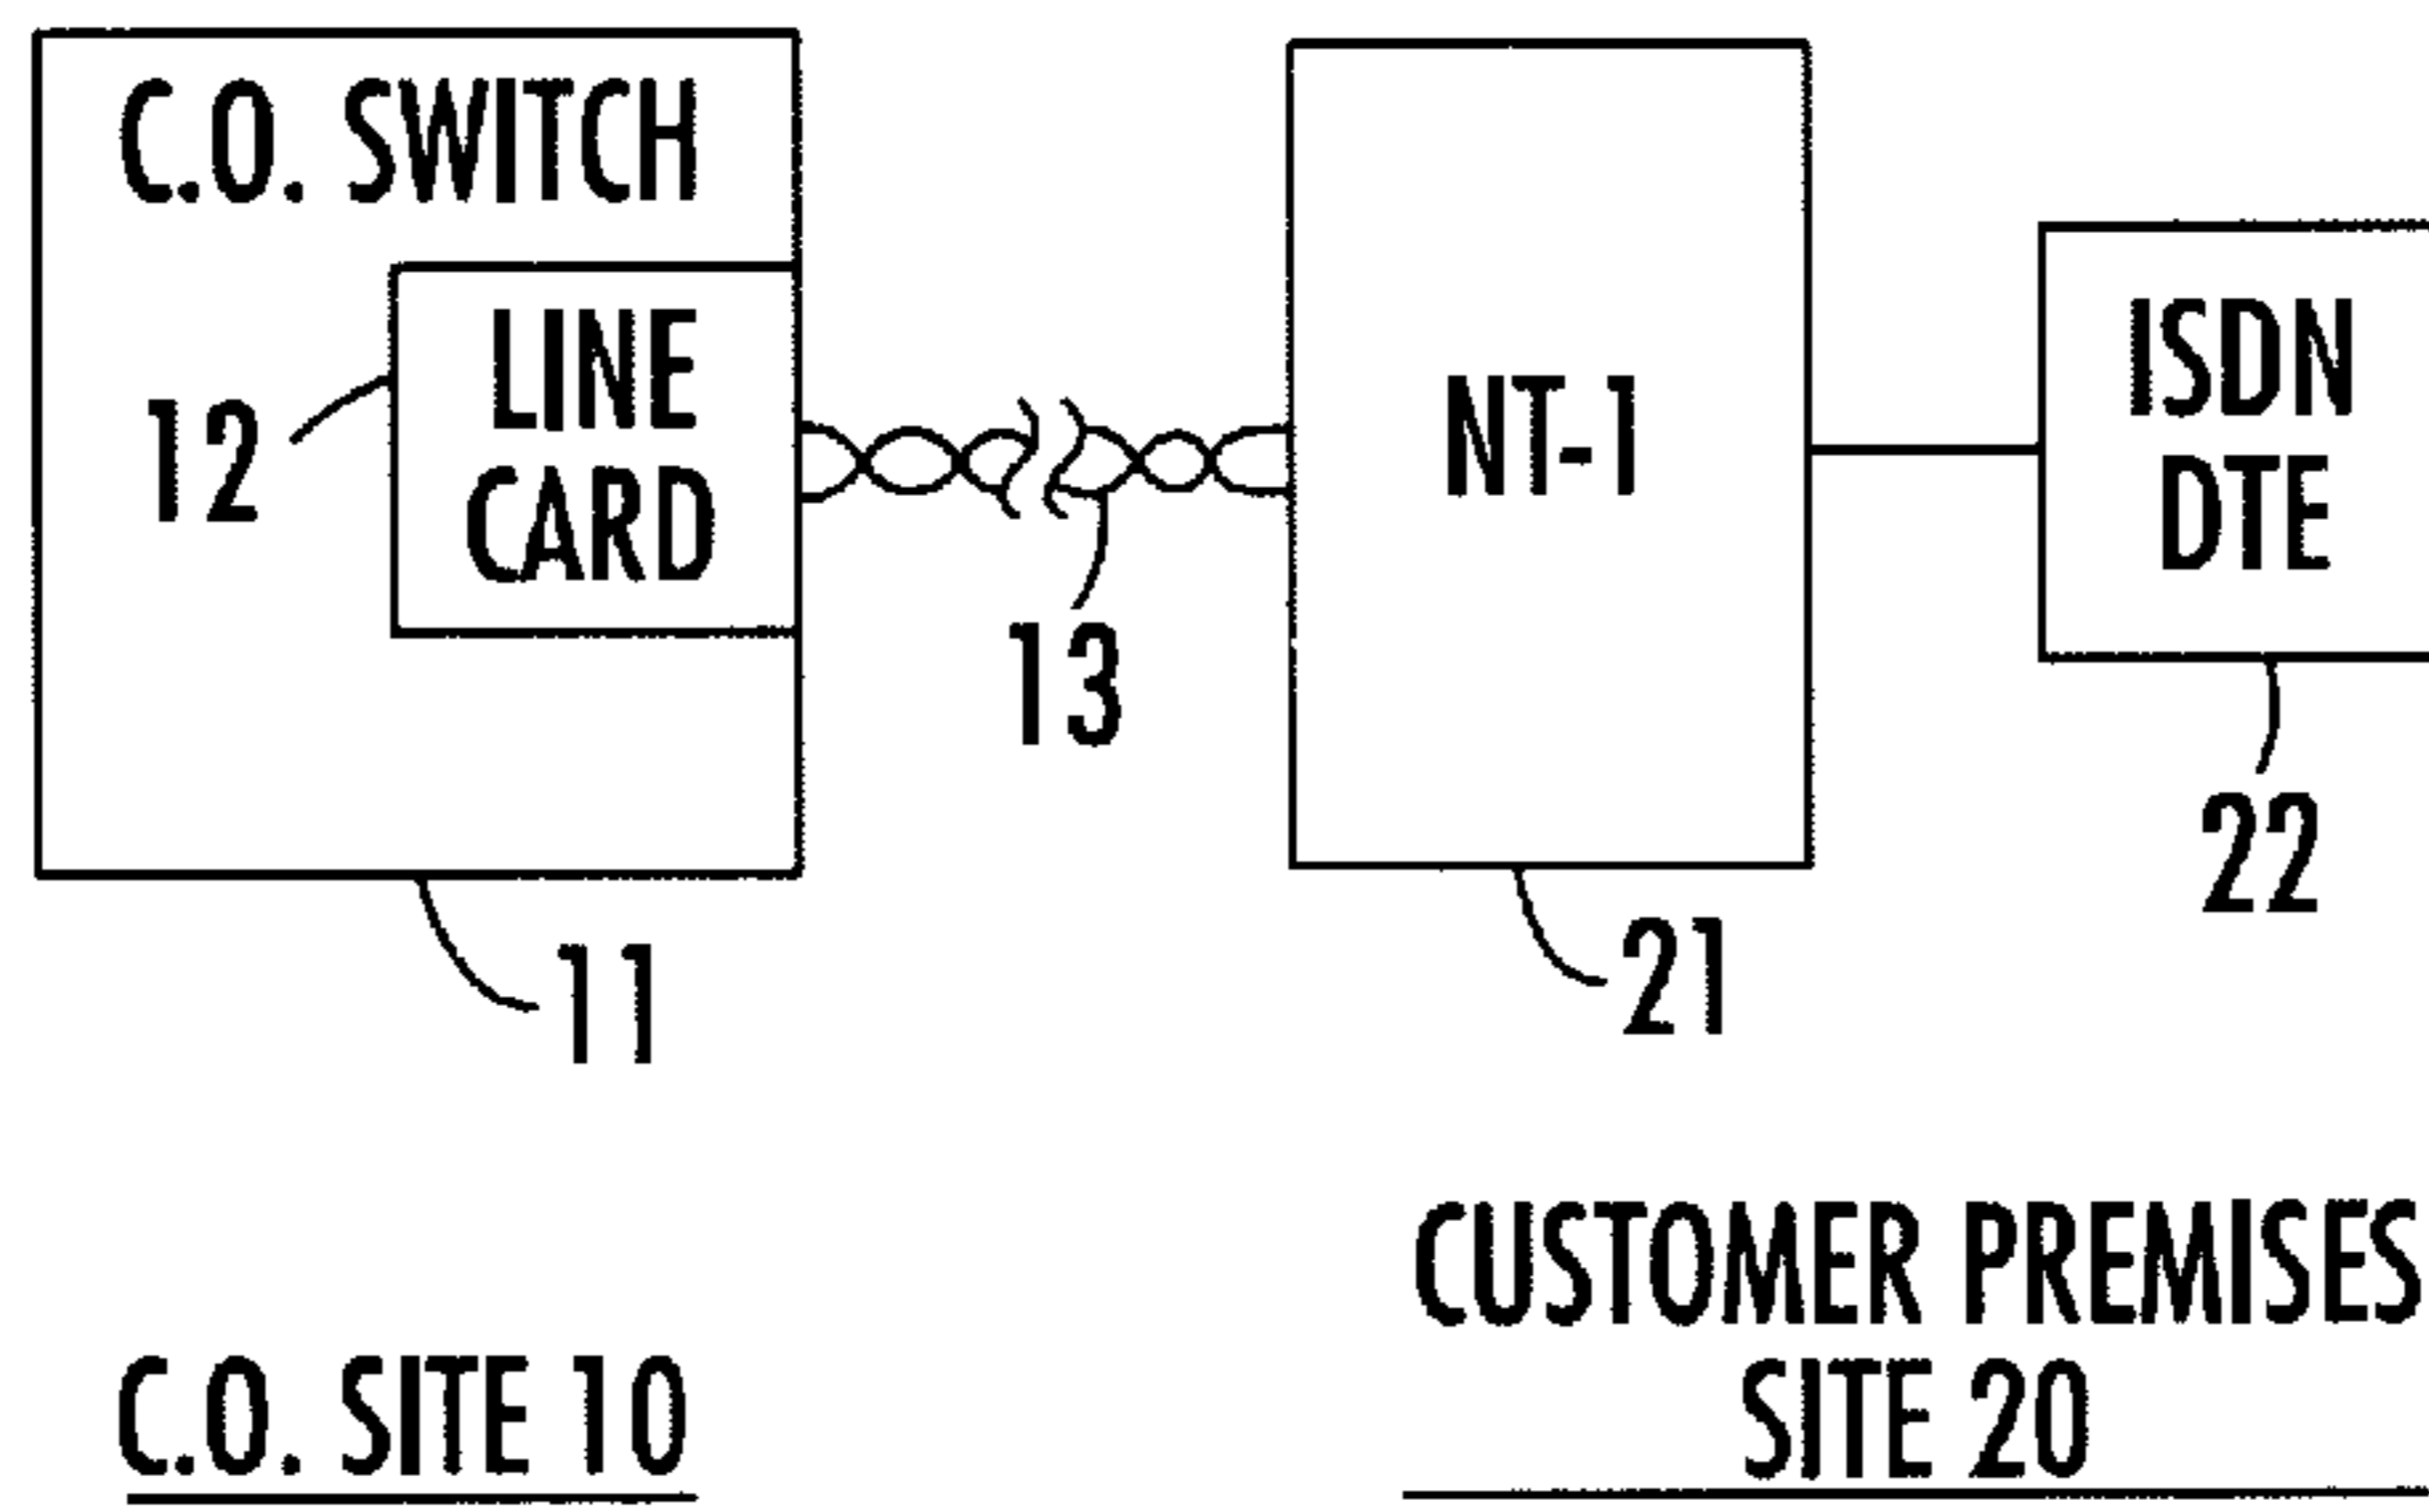 C.O. SWITCH
LINE
CARD
12
13
11
NT-1
21
ISDN
DTE
22
C.O. SITE 10
CUSTOMER PREMISES
SITE 20